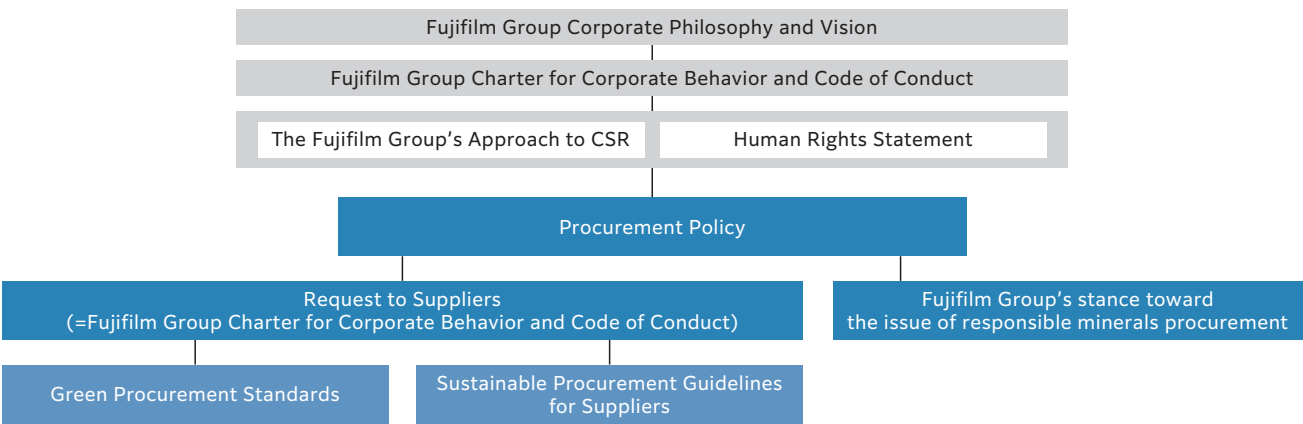 Fujifilm Group Corporate Philosophy and Vision
Fujifilm Group Charter for Corporate Behavior and Code of Conduct
The Fujifilm Group’s Approach to CSR
Human Rights Statement
Procurement Policy
Request to Suppliers
(=Fujifilm Group Charter for Corporate Behavior and Code of Conduct)
Fujifilm Group’s stance toward
the issue of responsible minerals procurement
Green Procurement Standards
Sustainable Procurement Guidelines
for Suppliers